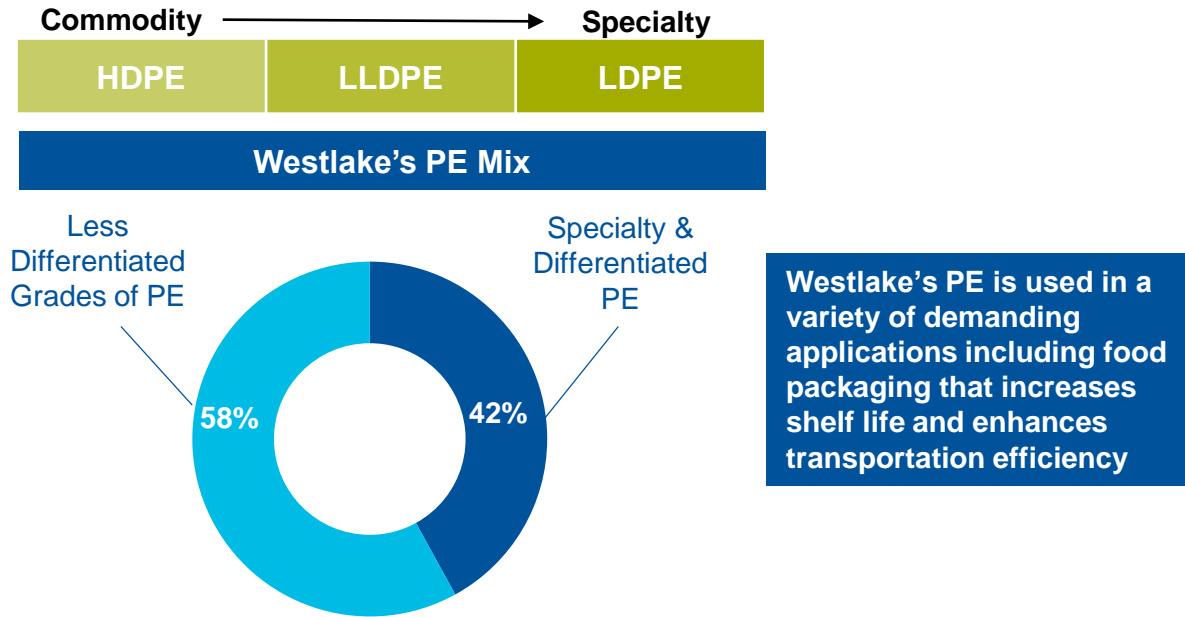 Commodity
Specialty
HDPE
LLDPE
LDPE
Westlake’s PE Mix
Less
Differentiated
Grades of PE
Specialty &
Differentiated
PE
58%
42%
Westlake’s PE is used in a
variety of demanding
applications including food
packaging that increases
shelf life and enhances
transportation efficiency